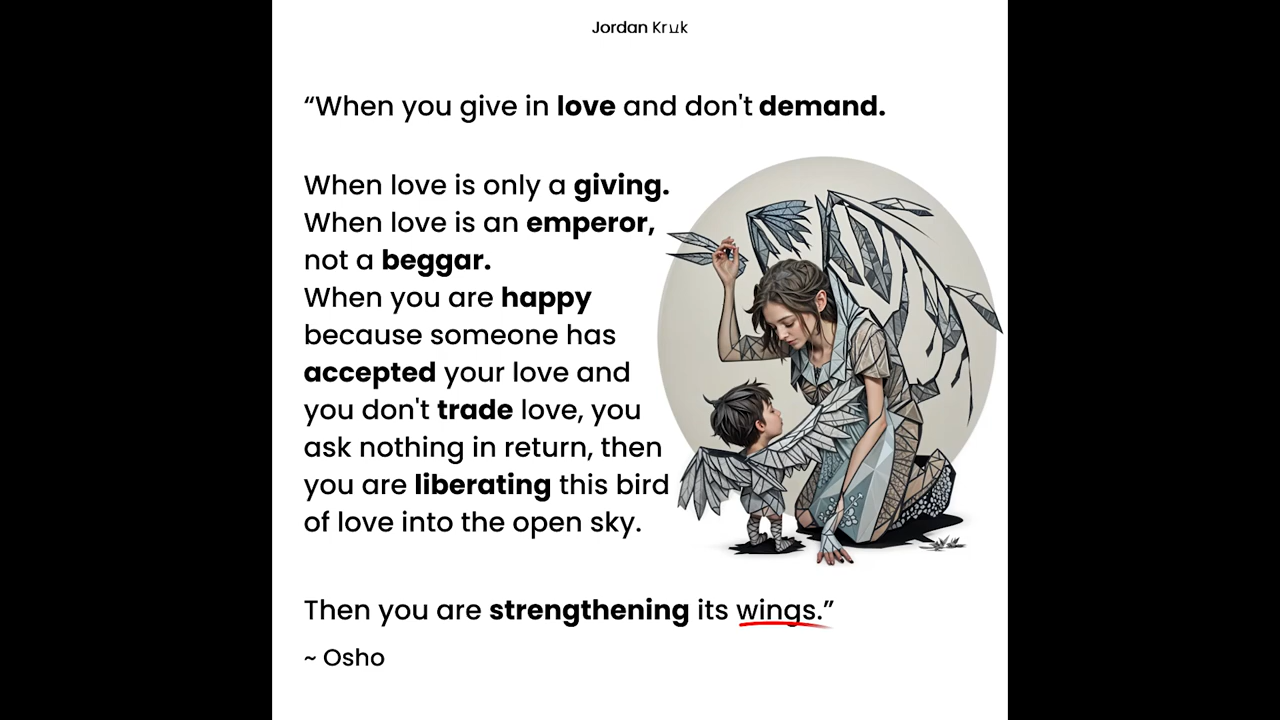 Jordan Kruk
“When you give in love and don't demand.
When love is only a giving.
When love is an emperor,
not a beggar.
When you are happy
because someone has
accepted your love and
you don't trade love, you
ask nothing in return, then
you are liberating this bird
of love into the open sky.
Then you are strengthening its wings.”
~ Osho